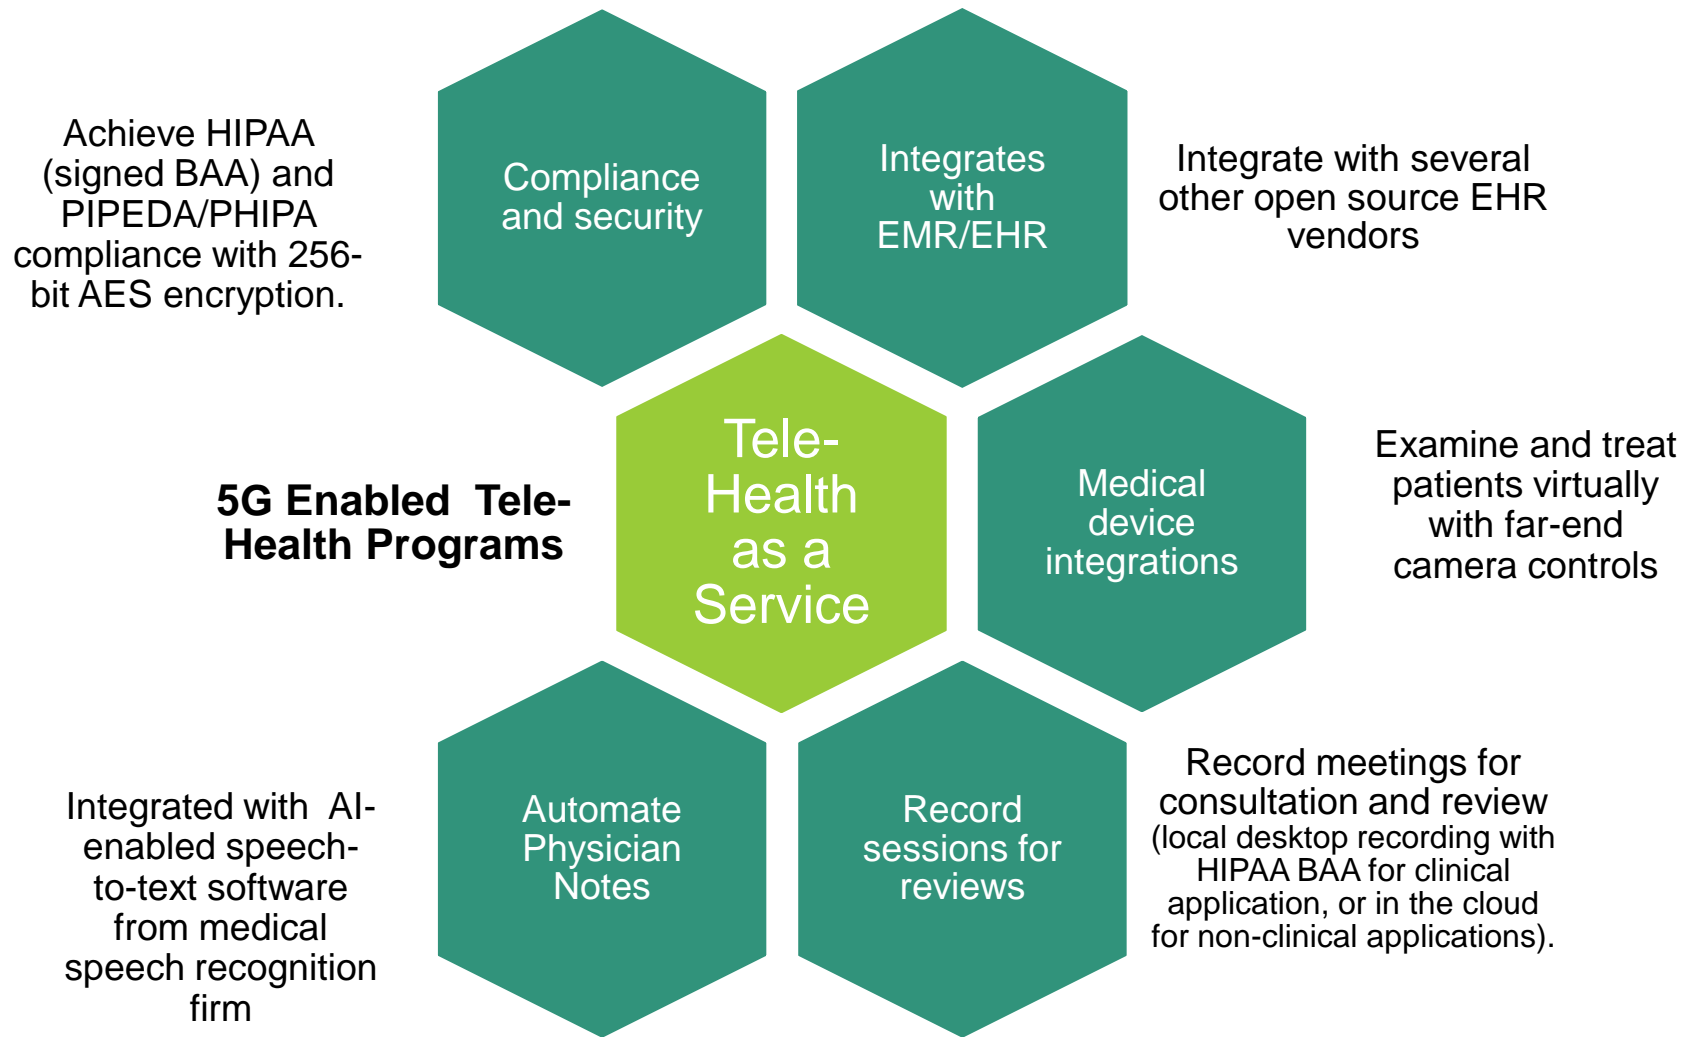 Achieve HIPAA
(signed BAA) and
PIPEDA/PHIPA
compliance with 256-
bit AES encryption.
Compliance
and security
Integrates
with
EMR/EHR
Integrate with several
other open source EHR
vendors
5G Enabled  Tele-
Health Programs
Tele-
Health
as a
Service
Medical
device
integrations
Examine and treat
patients virtually
with far-end
camera controls
Integrated with  AI-
enabled speech-
to-text software
from medical
speech recognition
firm
Automate
Physician
Notes
Record
sessions for
reviews
Record meetings for
consultation and review
(local desktop recording with
HIPAA BAA for clinical
application, or in the cloud
for non-clinical applications).